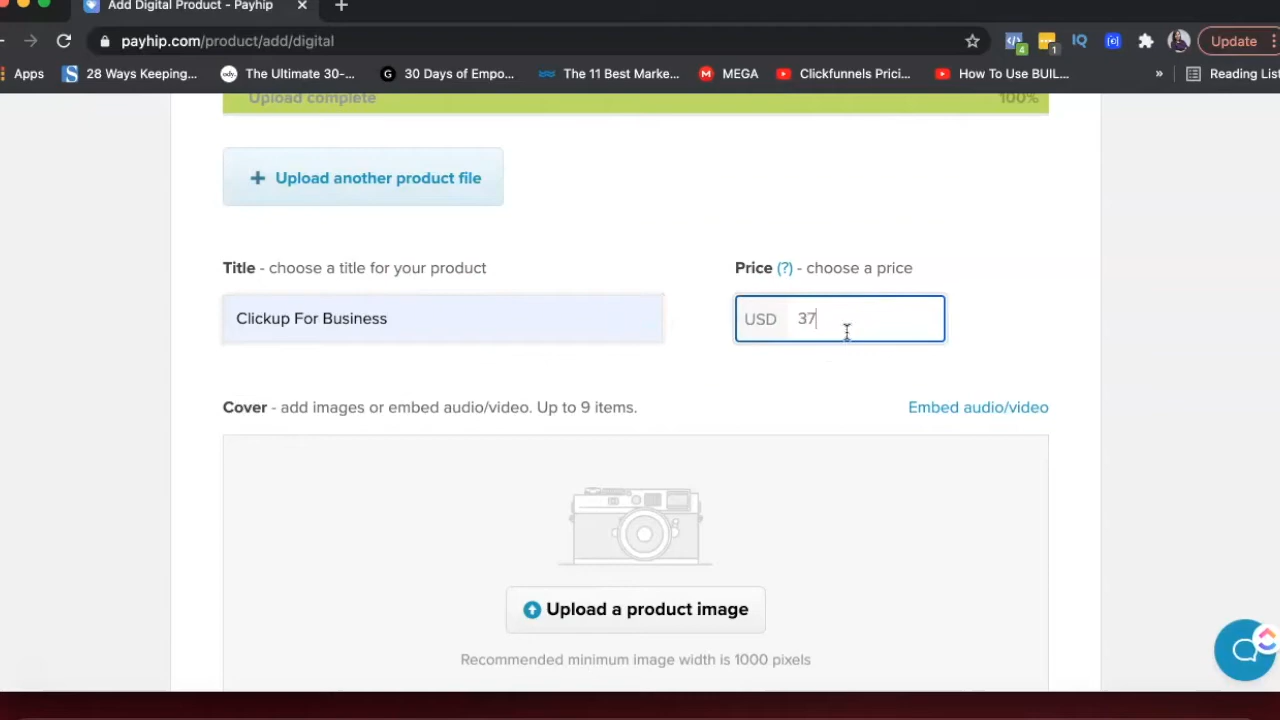 Add Digital Product - Payhip
payhip.com/product/add/digital
4
1
IQ
Update
Apps
28 Ways Keeping...
ody.
The Ultimate 30-...
G
30 Days of Empo...
The 11 Best Marke...
MEGA
Clickfunnels Prici...
How To Use BUIL...
»
Reading List
Upload complete
100%
+ Upload another product file
Title - choose a title for your product
Price (?) - choose a price
Clickup For Business
USD 37
Cover - add images or embed audio/video. Up to 9 items.
Embed audio/video
Upload a product image
Recommended minimum image width is 1000 pixels